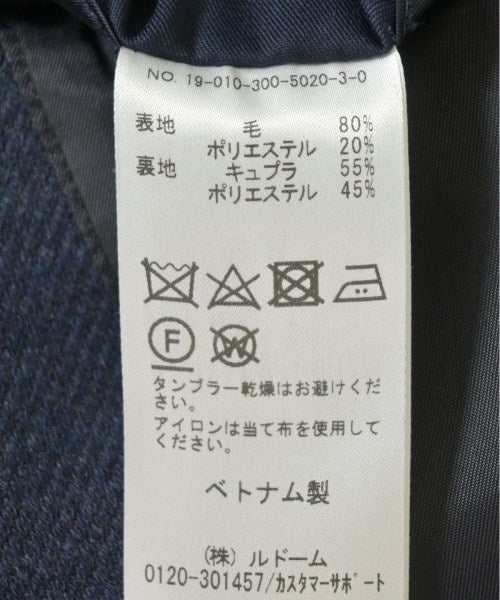 NO. 19-010-300-5020-3-0
表地 毛 80%
ポリエステル 20%
裏地 キュプラ 55%
ポリエステル 45%
F W
タンブラー乾燥はお避けくだ
さい。
アイロンは当て布を使用して
ください。
ベトナム製
(株) ルドーム
0120-301457/カスタマーサポート